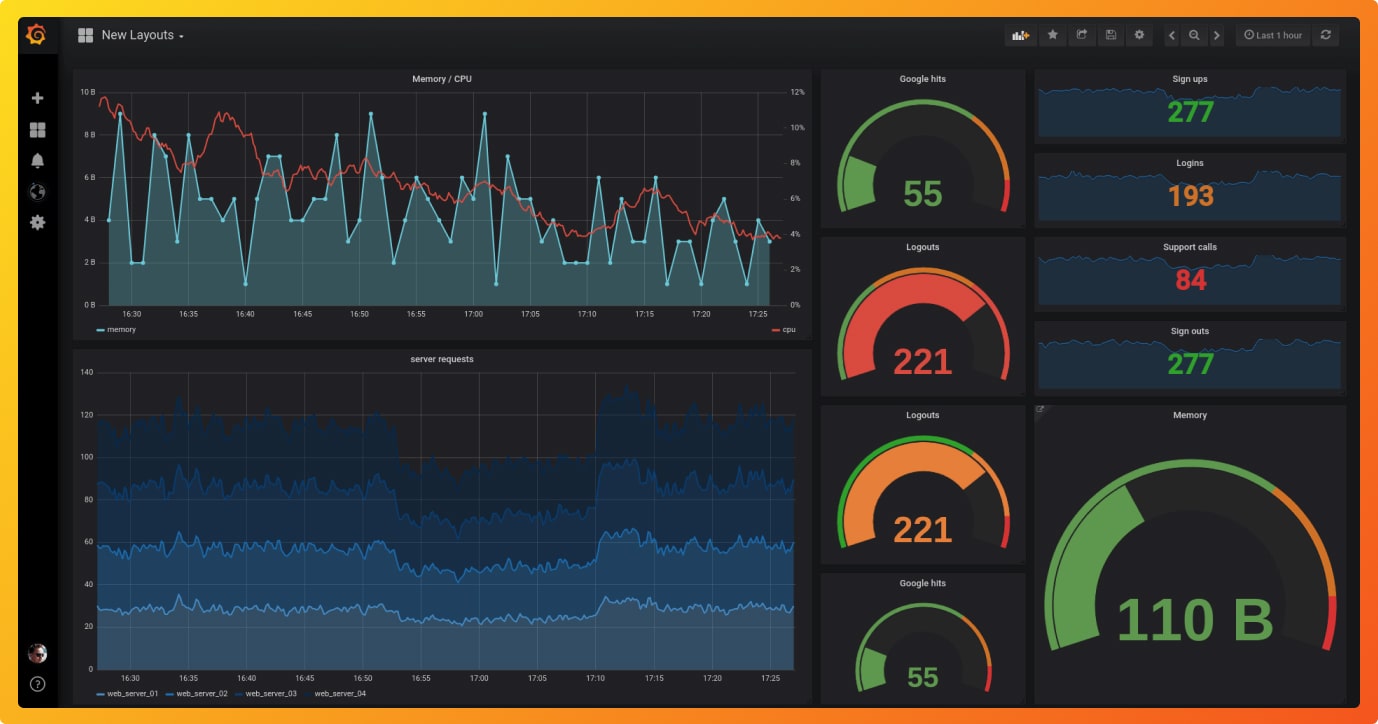 New Layouts
Last 1 hour
Memory / CPU
10 B
8 B
6 B
4 B
2 B
0 B
12%
10%
8%
6%
4%
2%
0%
16:30 16:35 16:40 16:45 16:50 16:55 17:00 17:05 17:10 17:15 17:20 17:25
memory
cpu
server requests
140
120
100
80
60
40
20
0
16:30 16:35 16:40 16:45 16:50 16:55 17:00 17:05 17:10 17:15 17:20 17:25
web_server_01 web_server_02 web_server_03 web_server_04
Google hits
55
Logouts
221
Logouts
221
Google hits
55
Sign ups
277
Logins
193
Support calls
84
Sign outs
277
Memory
110 B
?